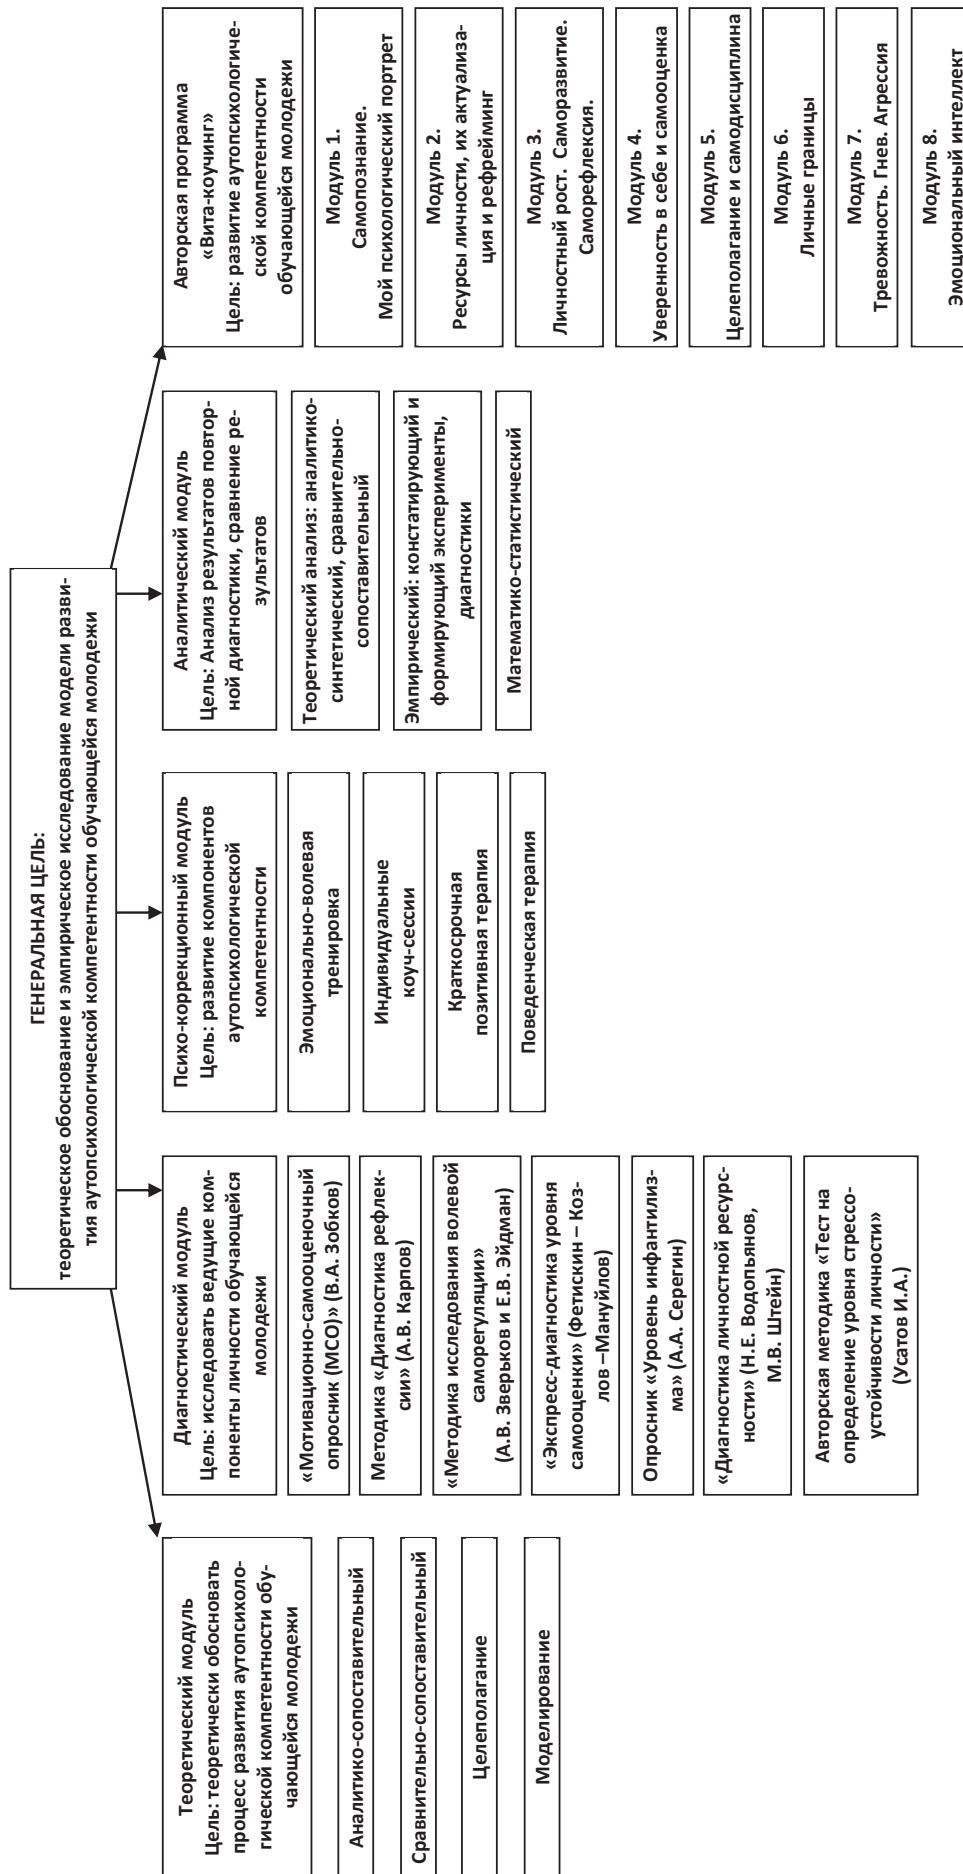 ГЕНЕРАЛЬНАЯ ЦЕЛЬ:
теоретическое обоснование и эмпирическое исследование модели разви-
тия аутопсихологической компетентности обучающейся молодежи
Теоретический модуль
Цель: теоретически обосновать
процесс развития аутопсихоло-
гической компетентности обу-
чающейся молодежи
Аналитико-сопоставительный
Сравнительно-сопоставительный
Целеполагание
Моделирование
Диагностический модуль
Цель: исследовать ведущие ком-
поненты личности обучающейся
молодежи
«Мотивационно-самооценочный
опросник (МСО)» (В.А. Зобков)
Методика «Диагностика рефлек-
сии» (А.В. Карпов)
«Методика исследования волевой
саморегуляции»
(А.В. Зверьков и Е.В. Эйдман)
«Экспресс-диагностика уровня
самооценки» (Фетискин – Коз-
лов –Мануйлов)
Опросник «Уровень инфантилиз-
ма» (А.А. Серегин)
«Диагностика личностной ресурс-
ности» (Н.Е. Водопьянов,
М.В. Штейн)
Авторская методика «Тест на
определение уровня стрессо-
устойчивости личности»
(Усатов И.А.)
Психо-коррекционный модуль
Цель: развитие компонентов
аутопсихологической
компетентности
Эмоционально-волевая
тренировка
Индивидуальные
коуч-сессии
Краткосрочная
позитивная терапия
Поведенческая терапия
Аналитический модуль
Цель: Анализ результатов повтор-
ной диагностики, сравнение ре-
зультатов
Теоретический анализ: аналитико-
синтетический, сравнительно-
сопоставительный
Эмпирический: констатирующий и
формирующий эксперименты,
диагностики
Математико-статистический
Авторская программа
«Вита-коучинг»
Цель: развитие аутопсихологиче-
ской компетентности
обучающейся молодежи
Модуль 1.
Самопознание.
Мой психологический портрет
Модуль 2.
Ресурсы личности, их актуализа-
ция и рефрейминг
Модуль 3.
Личностный рост. Саморазвитие.
Саморефлексия.
Модуль 4.
Уверенность в себе и самооценка
Модуль 5.
Целеполагание и самодисциплина
Модуль 6.
Личные границы
Модуль 7.
Тревожность. Гнев. Агрессия
Модуль 8.
Эмоциональный интеллект